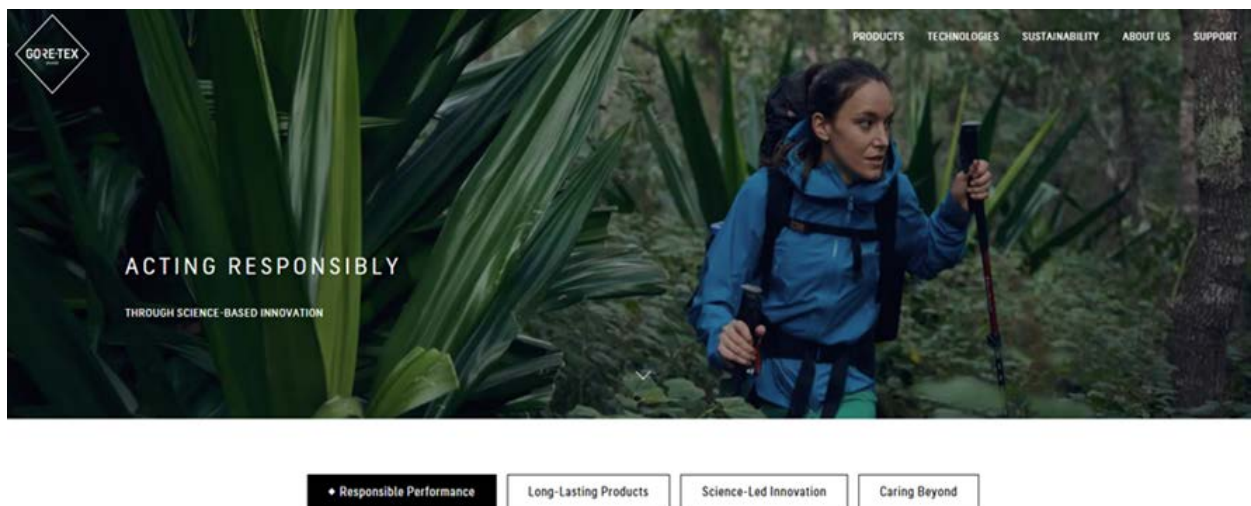 GORE-TEX
PRODUCTS TECHNOLOGIES SUSTAINABILITY ABOUT US SUPPORT
ACTING RESPONSIBLY
THROUGH SCIENCE-BASED INNOVATION
Responsible Performance Long-Lasting Products Science-Led Innovation Caring Beyond